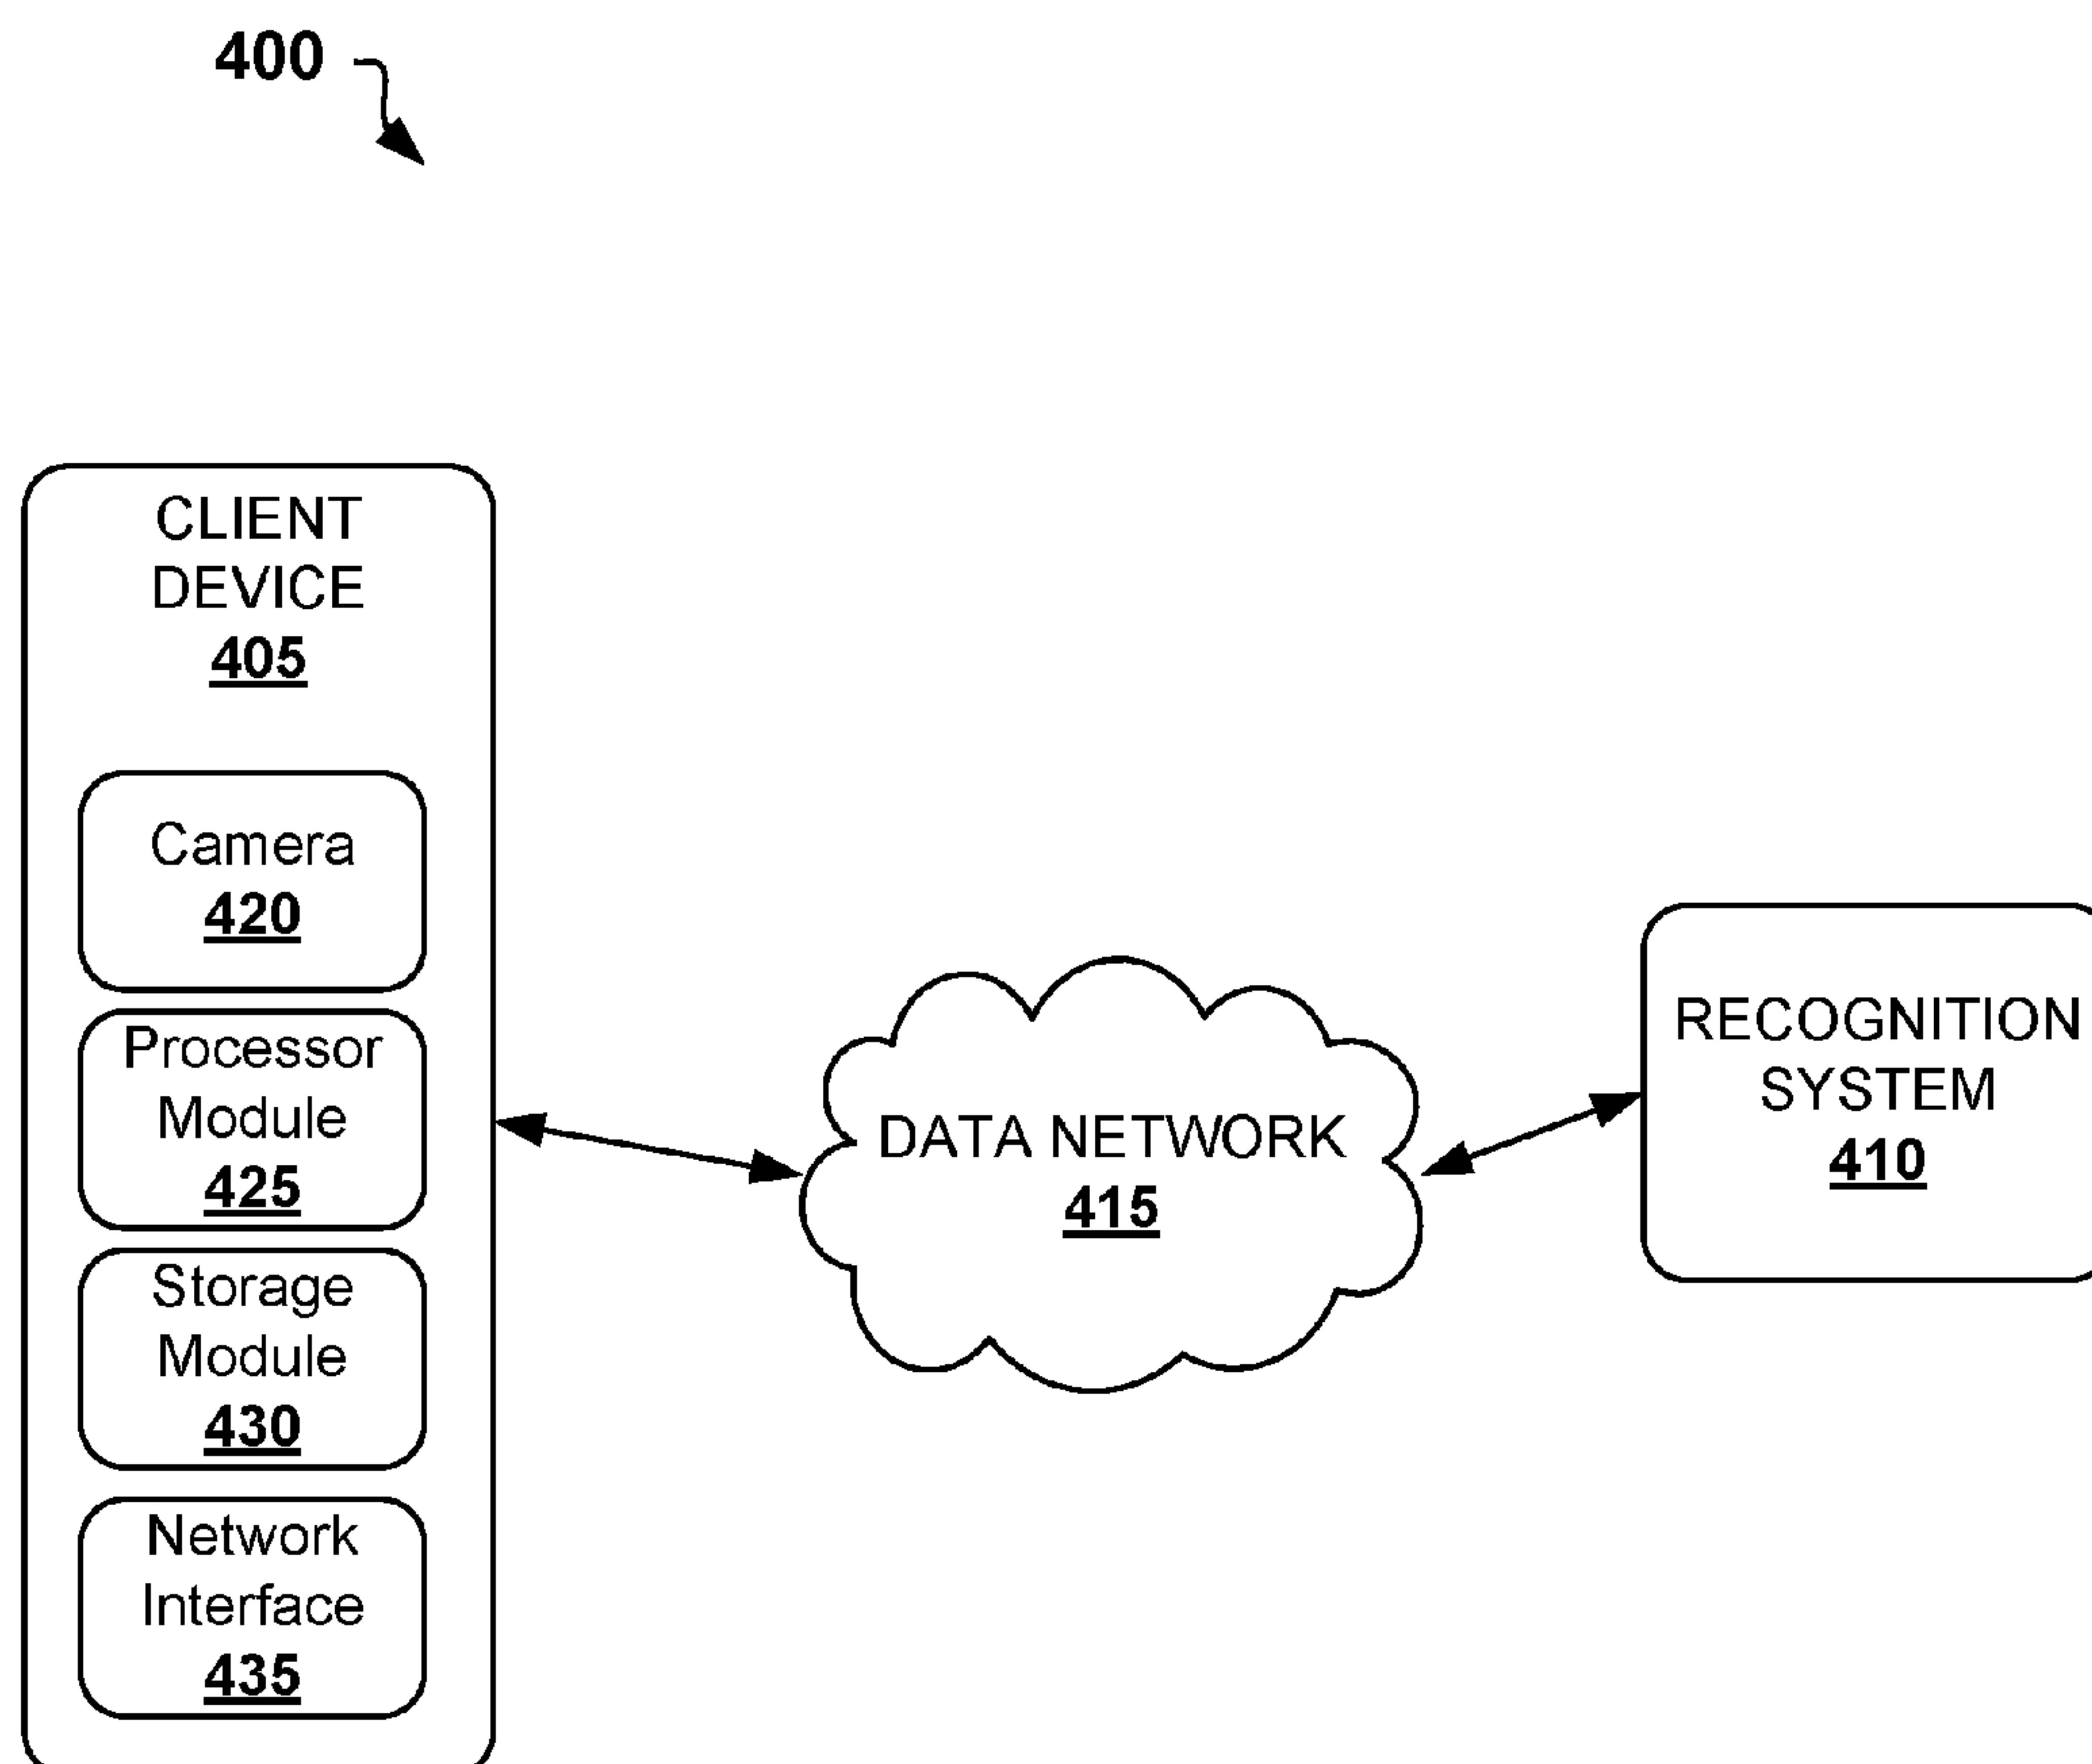 400
CLIENT
DEVICE
405
Camera
420
Processor
Module
425
Storage
Module
430
Network
Interface
435
DATA NETWORK
415
RECOGNITION
SYSTEM
410